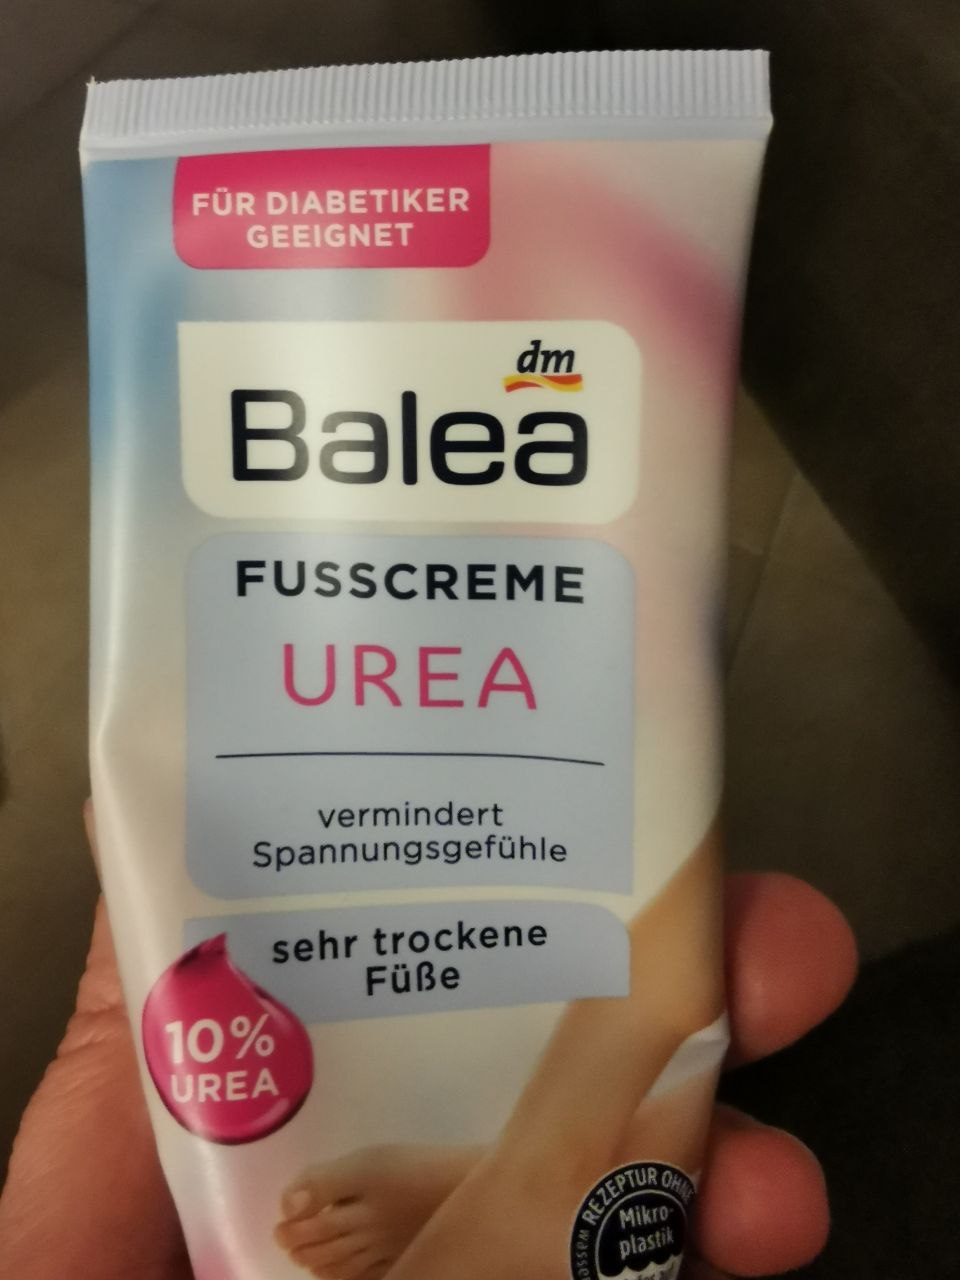 FÜR DIABETIKER
GEEIGNET
dm
Balea
FUSSCREME
UREA
vermindert
Spannungsgefühle
sehr trockene
Füße
10%
UREA
REZEPTUR OHNE
Mikro-
plastik